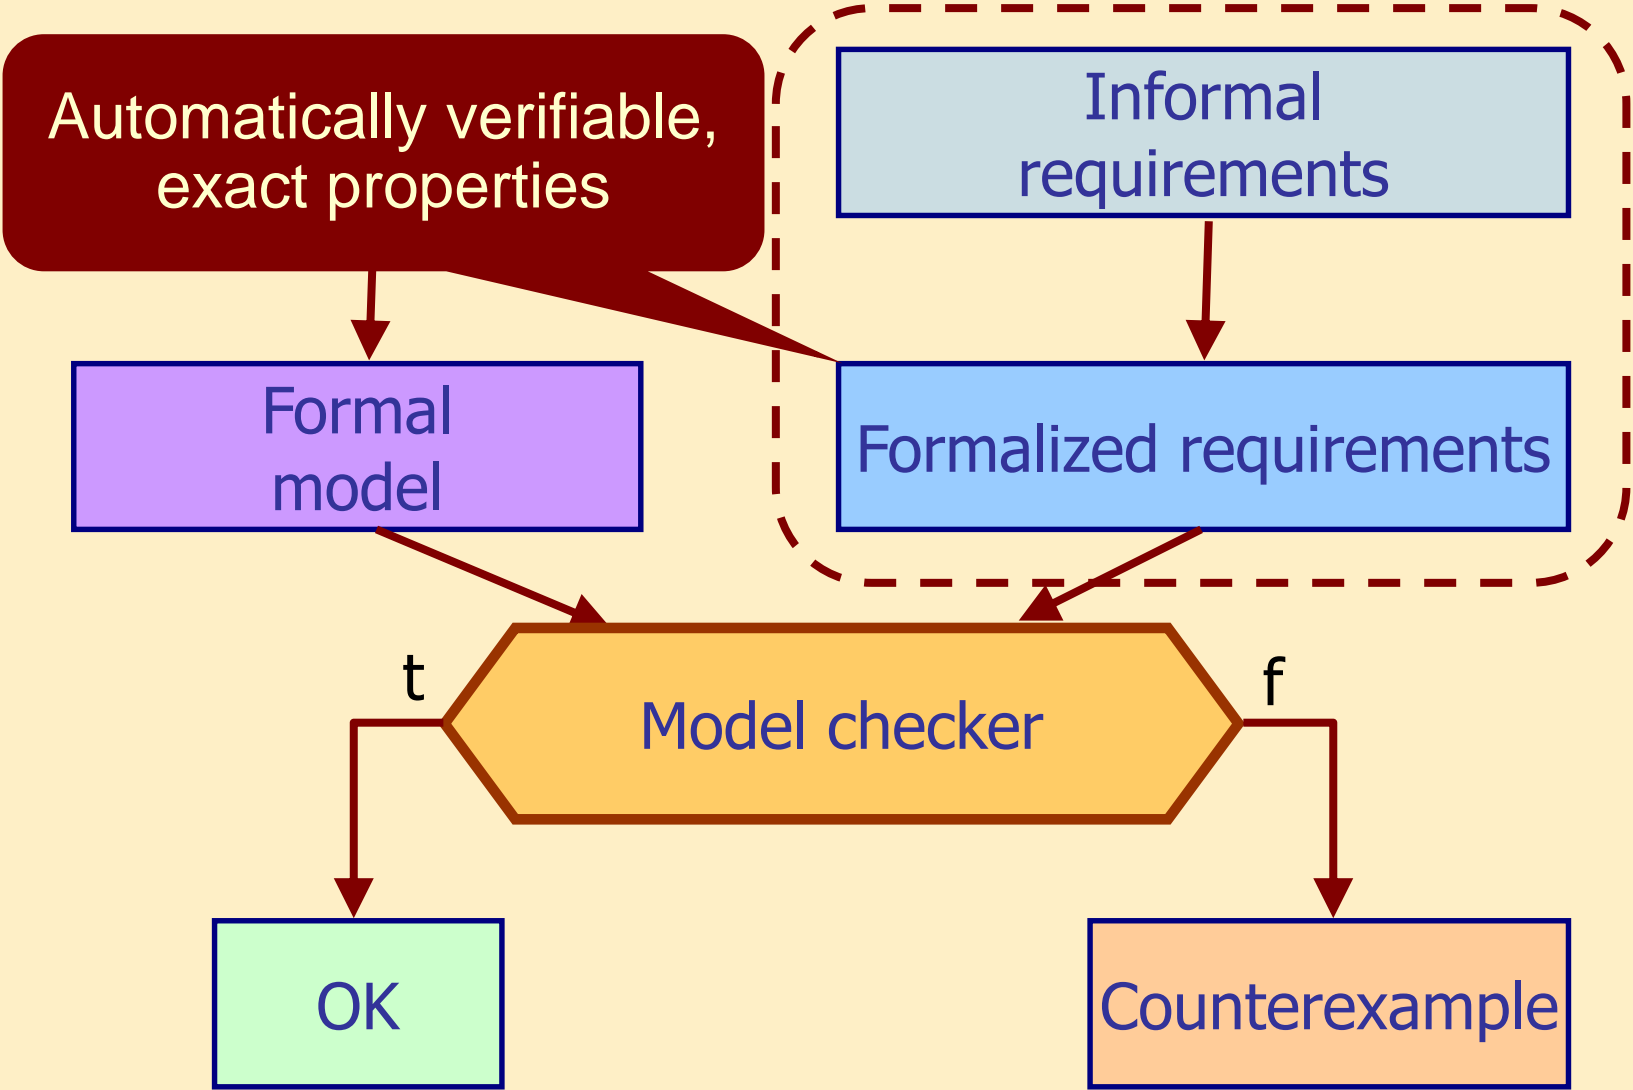 Automatically verifiable,
exact properties
Informal
requirements
Formal
model
Formalized requirements
t
f
Model checker
OK
Counterexample